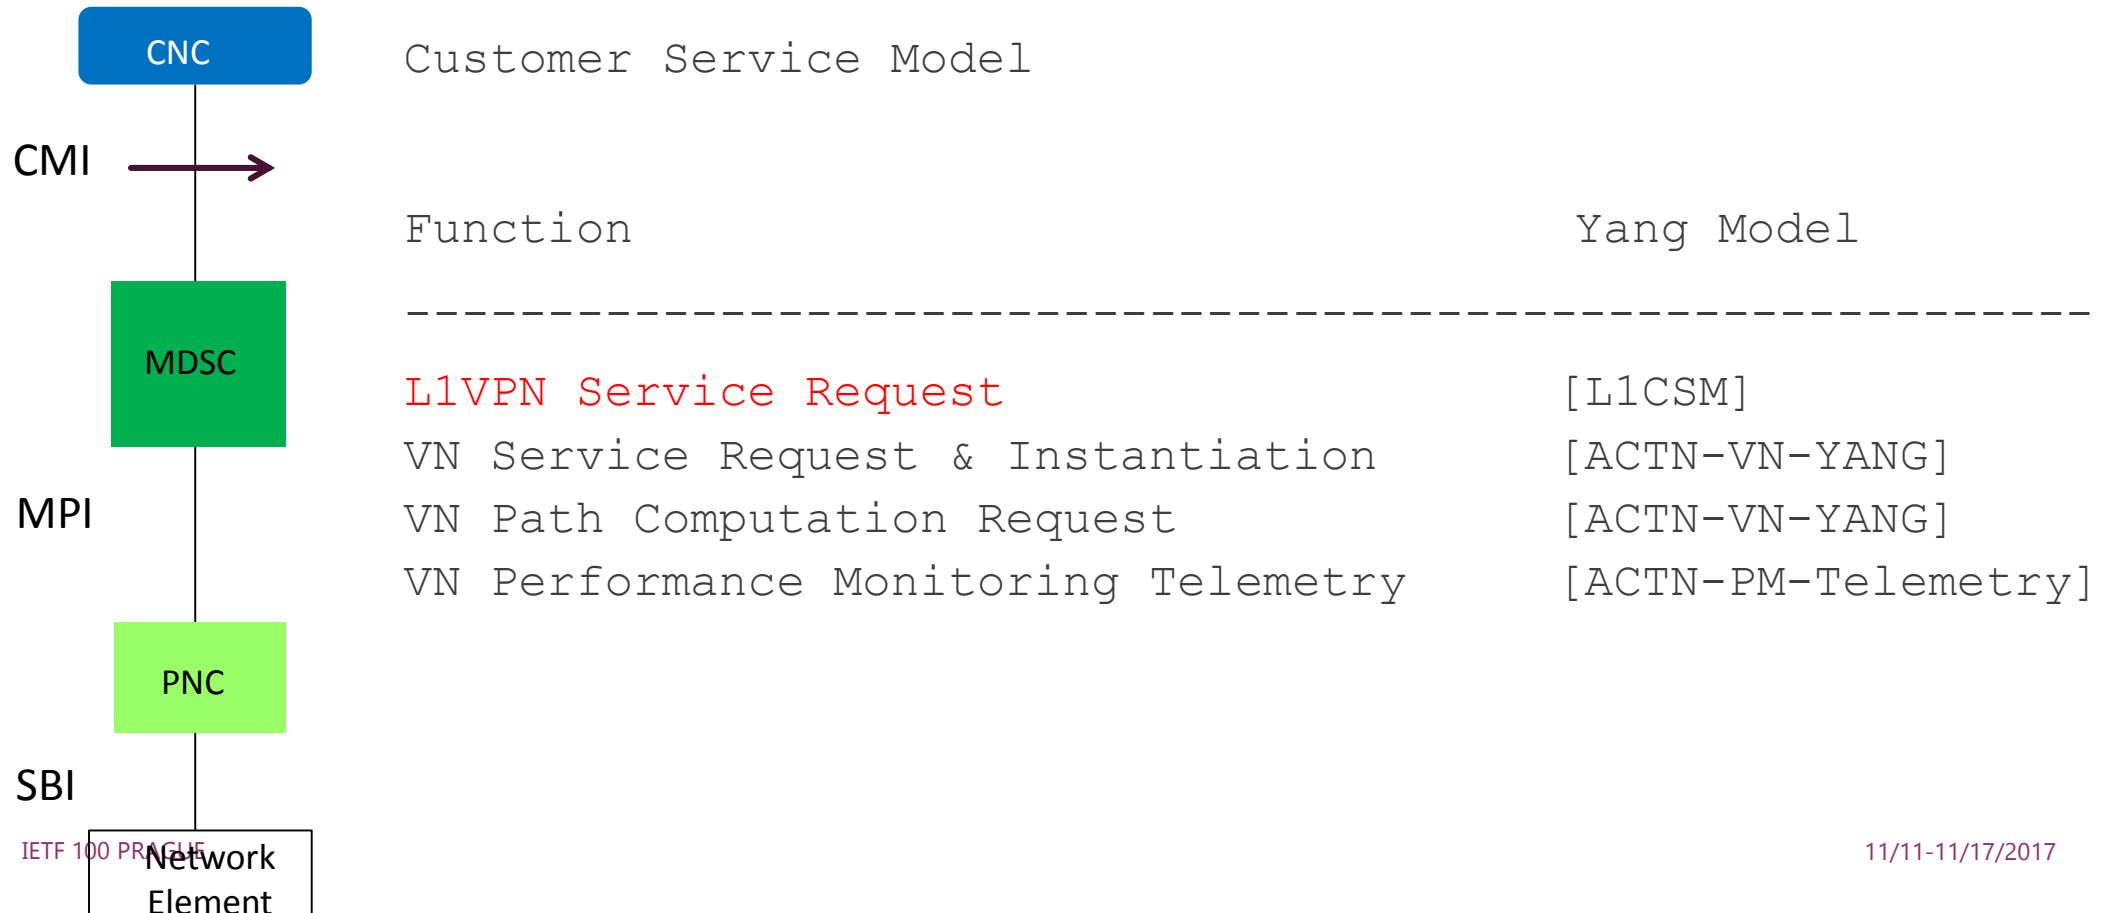 CNC
Customer Service Model
CMI
Function Yang Model
-----------------------------------------------------------
MDSC
L1VPN Service Request [L1CSM]
VN Service Request & Instantiation [ACTN-VN-YANG]
MPI
VN Path Computation Request [ACTN-VN-YANG]
VN Performance Monitoring Telemetry [ACTN-PM-Telemetry]
PNC
SBI
IETF 100 PRAGUE
Network
Element
11/11-11/17/2017